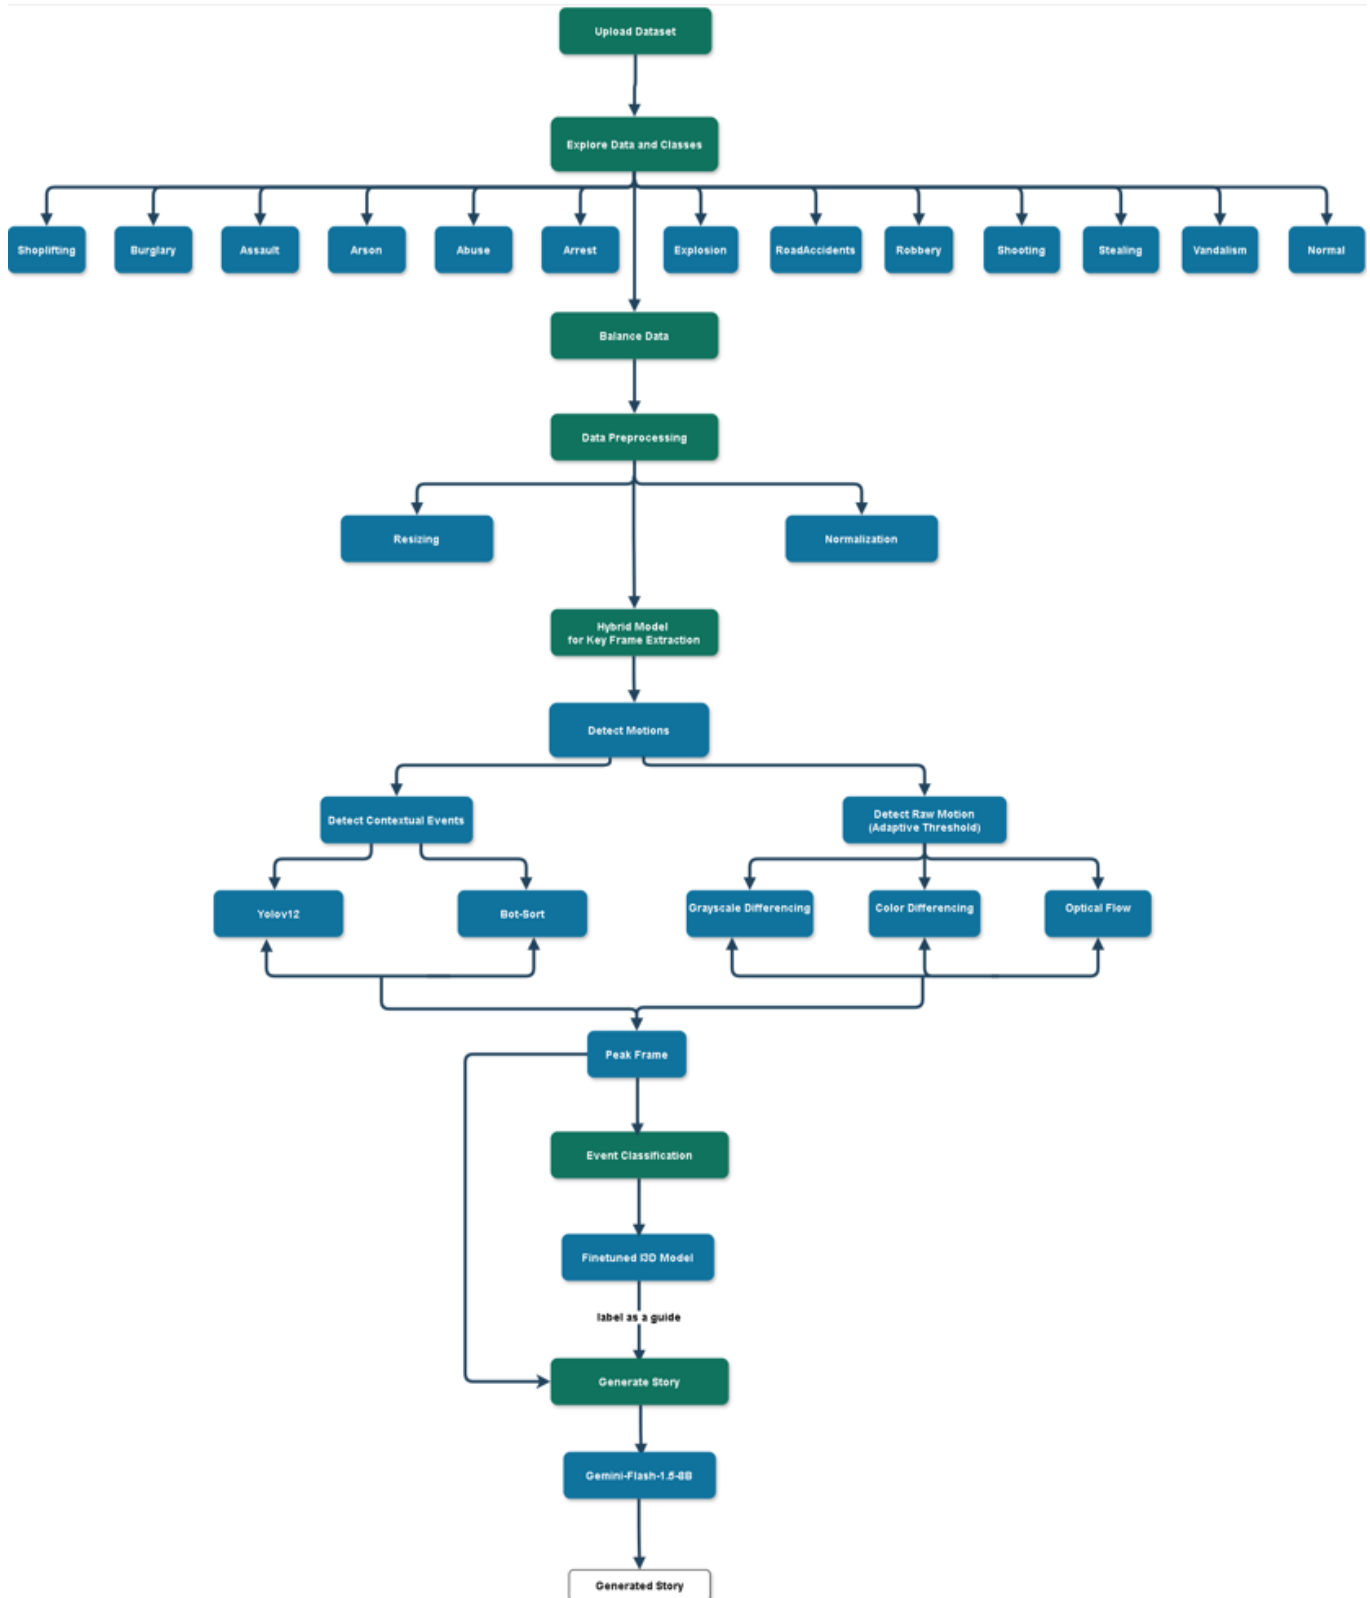 Upload Dataset
Explore Data and Classes
Shoplifting
Burglary
Assault
Arson
Abuse
Arrest
Explosion
RoadAccidents
Robbery
Shooting
Stealing
Vandalism
Normal
Balance Data
Data Preprocessing
Resizing
Normalization
Hybrid Model
for Key Frame Extraction
Detect Motions
Detect Contextual Events
Detect Raw Motion
(Adaptive Threshold)
Yolov12
Bot-Sort
Grayscale Differencing
Color Differencing
Optical Flow
Peak Frame
Event Classification
Finetuned I3D Model
label as a guide
Generate Story
Gemini-Flash-1.5-8B
Generated Story